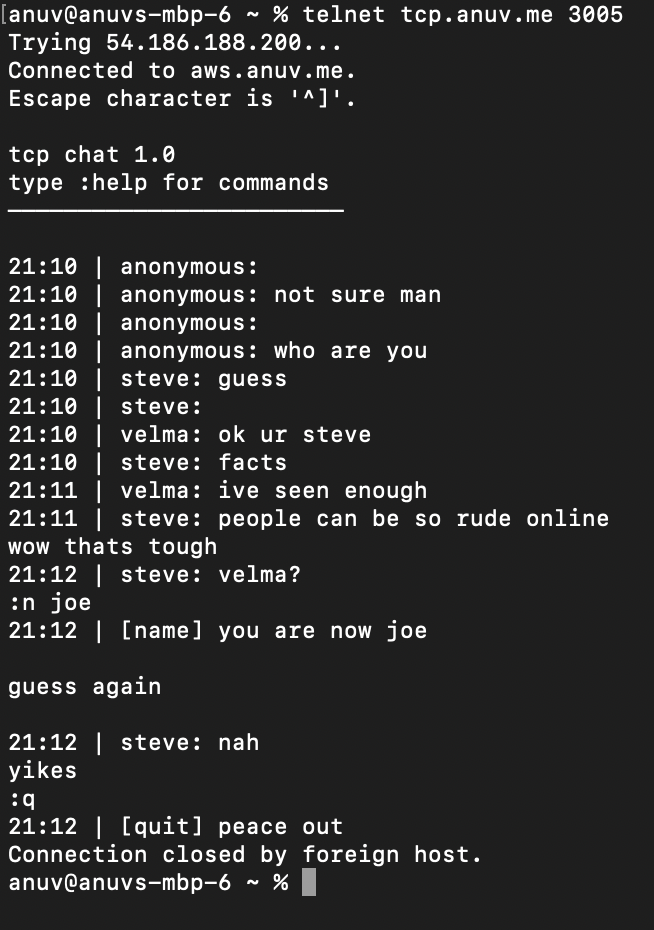 [anuv@anuvs-mbp-6 ~ % telnet tcp.anuv.me 3005
Trying 54.186.188.200...
Connected to aws.anuv.me.
Escape character is '^]'.
tcp chat 1.0
type :help for commands
21:10 | anonymous:
21:10 | anonymous: not sure man
21:10 | anonymous:
21:10 | anonymous: who are you
21:10 | steve: guess
21:10 | steve:
21:10 | velma: ok ur steve
21:10 | steve: facts
21:11 | velma: ive seen enough
21:11 | steve: people can be so rude online
wow thats tough
21:12 | steve: velma?
:n joe
21:12 | [name] you are now joe
guess again
21:12 | steve: nah
yikes
:q
21:12 | [quit] peace out
Connection closed by foreign host.
anuv@anuvs-mbp-6 ~ %